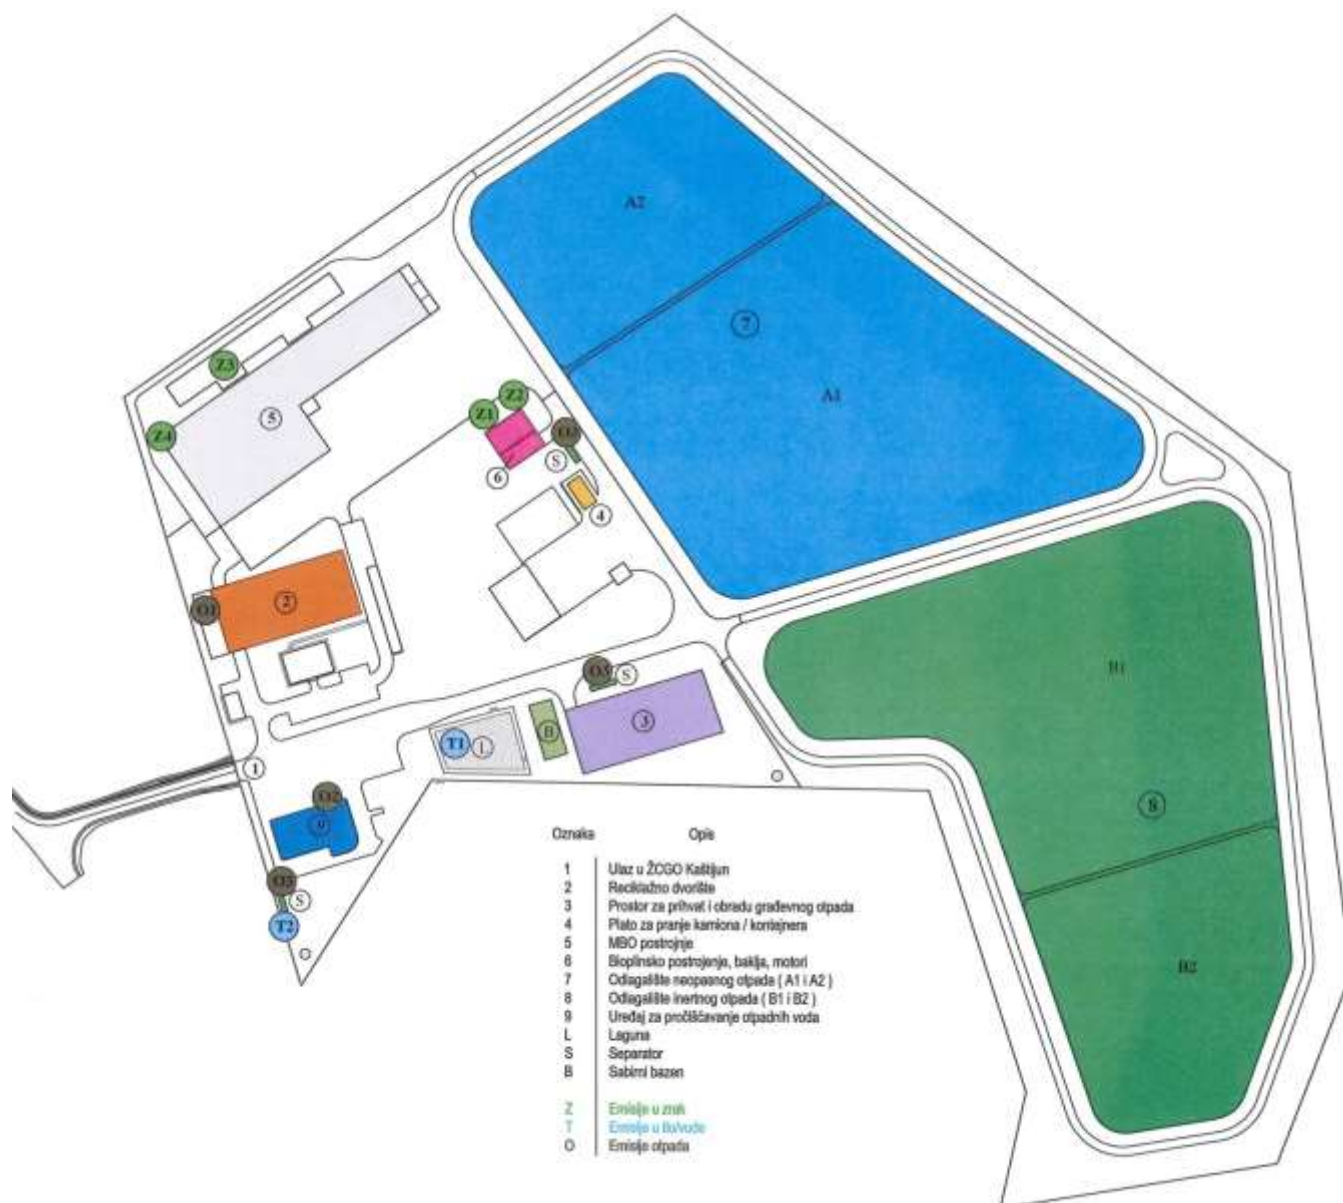 A2
7
A1
Z3
Z2
Z1
5
Z4
S
6
4
O1
2
S
B1
3
B
T1
L
1
O2
9
8
S
T2
B2
Oznaka Opis
1 Ulaz u ŽCGO Kaštijun
2 Reciklažno dvorište
3 Prostor za prihvat i obradu građevnog otpada
4 Plato za pranje kamiona / kontejnera
5 MBO postrojnje
6 Bioplinsko postrojenje, baklja, motori
7 Odlagalište neopasnog otpada ( A1 i A2 )
8 Odlagalište inertnog otpada ( B1 i B2 )
9 Uređaj za pročišćavanje otpadnih voda
L Laguna
S Separator
B Sabirni bazen
Z Emisije u zrak
T Emisije u tlo/vode
O Emisije otpada